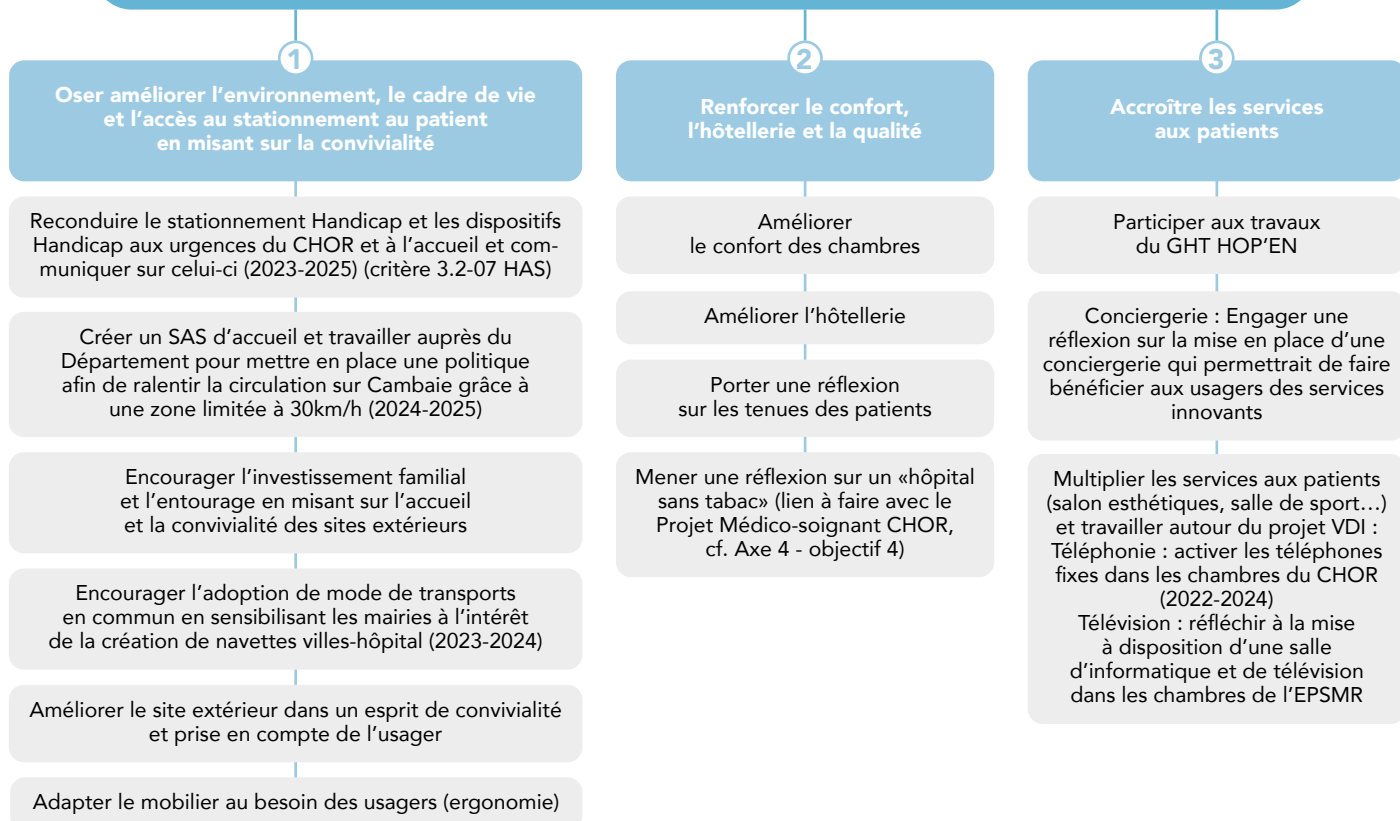 1
Oser améliorer l’environnement, le cadre de vie
et l’accès au stationnement au patient
en misant sur la convivialité
Reconduire le stationnement Handicap et les dispositifs
Handicap aux urgences du CHOR et à l’accueil et com-
muniquer sur celui-ci (2023-2025) (critère 3.2-07 HAS)
Créer un SAS d’accueil et travailler auprès du
Département pour mettre en place une politique
afin de ralentir la circulation sur Cambaie grâce à
une zone limitée à 30km/h (2024-2025)
Encourager l’investissement familial
et l’entourage en misant sur l’accueil
et la convivialité des sites extérieurs
Encourager l’adoption de mode de transports
en commun en sensibilisant les mairies à l’intérêt
de la création de navettes villes-hôpital (2023-2024)
Améliorer le site extérieur dans un esprit de convivialité
et prise en compte de l’usager
Adapter le mobilier au besoin des usagers (ergonomie)
2
Renforcer le confort,
l’hôtellerie et la qualité
Améliorer
le confort des chambres
Améliorer l’hôtellerie
Porter une réflexion
sur les tenues des patients
Mener une réflexion sur un «hôpital
sans tabac» (lien à faire avec le
Projet Médico-soignant CHOR,
cf. Axe 4 - objectif 4)
3
Accroître les services
aux patients
Participer aux travaux
du GHT HOP’EN
Conciergerie : Engager une
réflexion sur la mise en place d’une
conciergerie qui permettrait de faire
bénéficier aux usagers des services
innovants
Multiplier les services aux patients
(salon esthétiques, salle de sport…)
et travailler autour du projet VDI :
Téléphonie : activer les téléphones
fixes dans les chambres du CHOR
(2022-2024)
Télévision : réfléchir à la mise
à disposition d’une salle
d’informatique et de télévision
dans les chambres de l’EPSMR